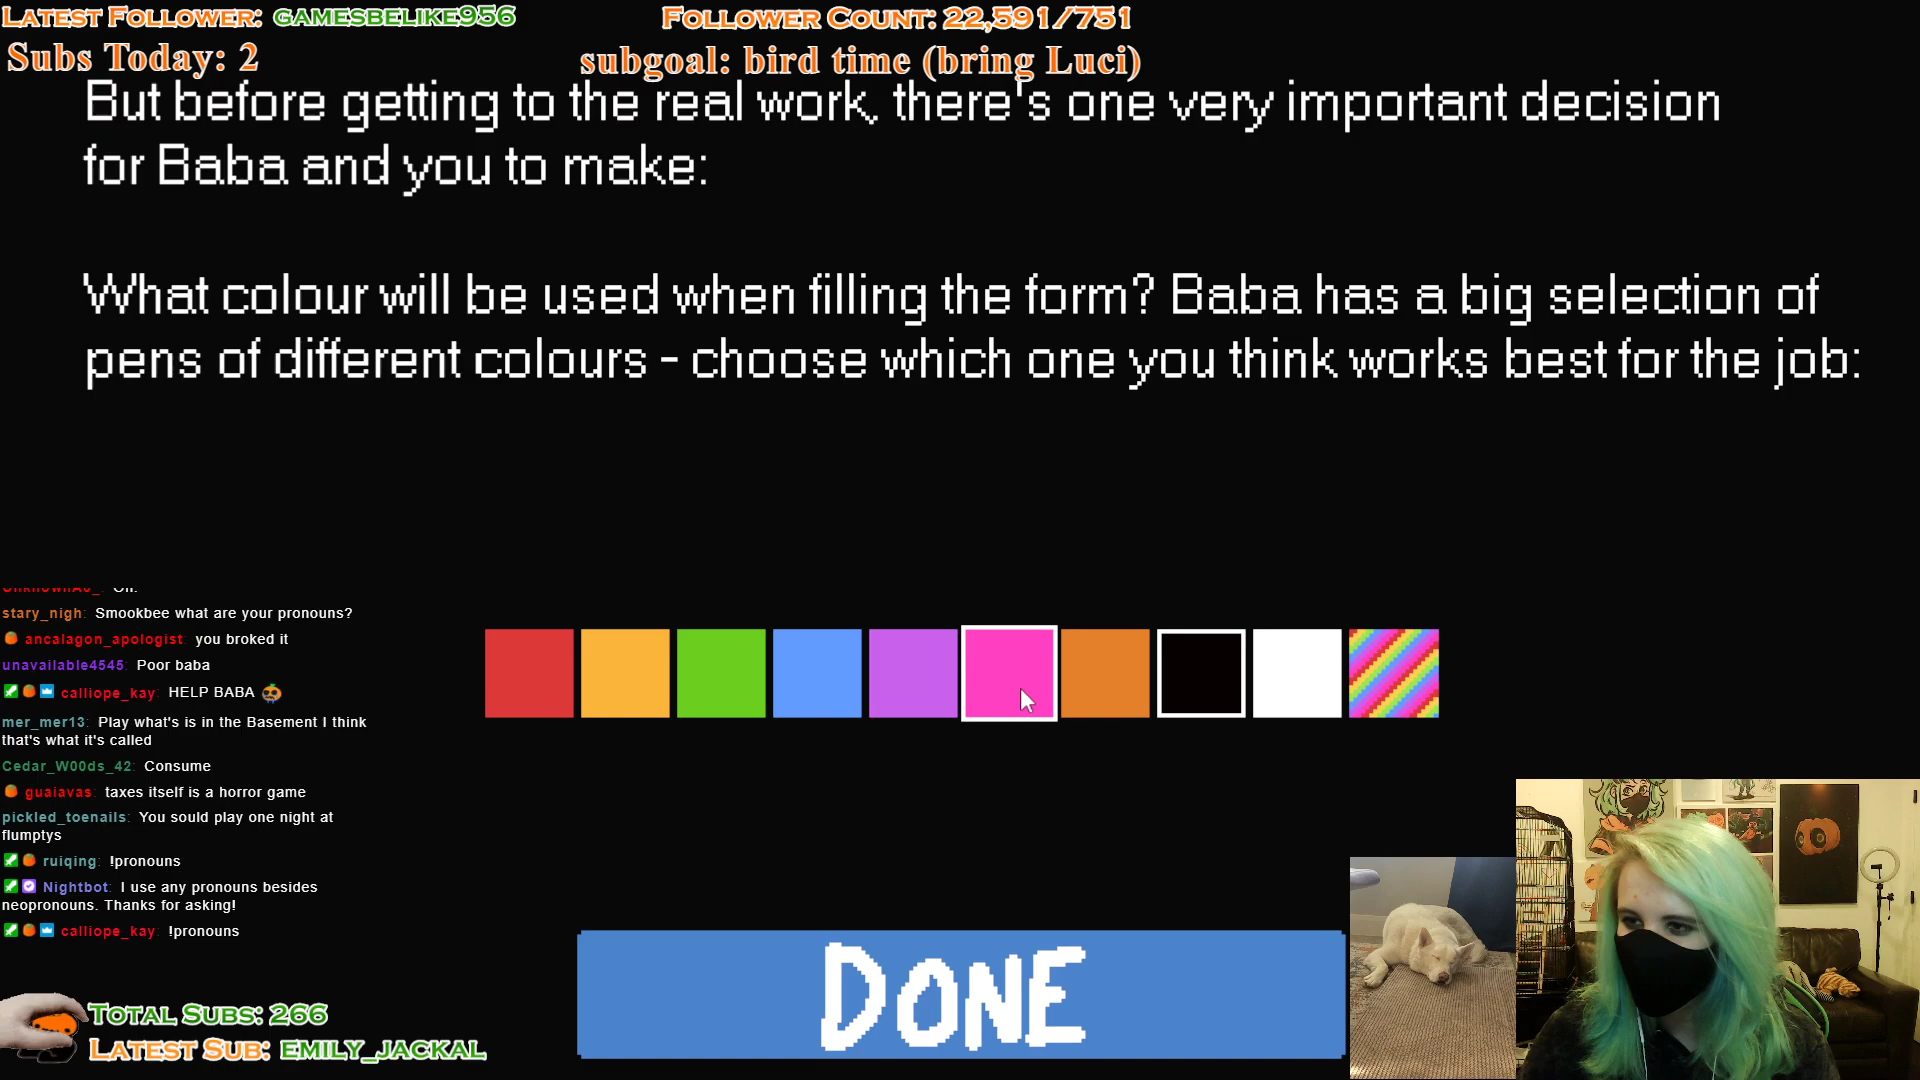 LATEST FOLLOWER: GAMESBELIKE956
FOLLOWER COUNT: 22,591/751
Subs Today: 2
subgoal: bird time (bring Luci)
But before getting to the real work, there's one very important decision
for Baba and you to make:
What colour will be used when filling the form? Baba has a big selection of
pens of different colours - choose which one you think works best for the job:
stary_nigh: Smookbee what are your pronouns?
ancalagon_apologist: you broked it
unavailable4545: Poor baba
calliope_kay: HELP BABA
mer_mer13: Play what's is in the Basement I think
that's what it's called
Cedar_W00ds_42: Consume
guaiavas: taxes itself is a horror game
pickled_toenails: You sould play one night at
flumptys
ruiqing: !pronouns
Nightbot: I use any pronouns besides
neopronouns. Thanks for asking!
calliope_kay: !pronouns
DONE
TOTAL SUBS: 266
LATEST SUB: EMILY_JACKAL